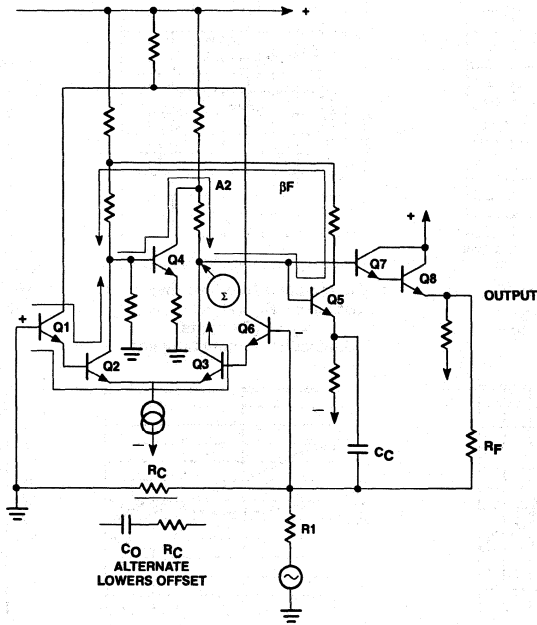 +
A2
βF
+
Q4
Q7
Q8
OUTPUT
Σ
Q5
+
Q1
Q6
−
Q2
Q3
−
−
CC
RF
RC
R1
CO RC
ALTERNATE
LOWERS OFFSET